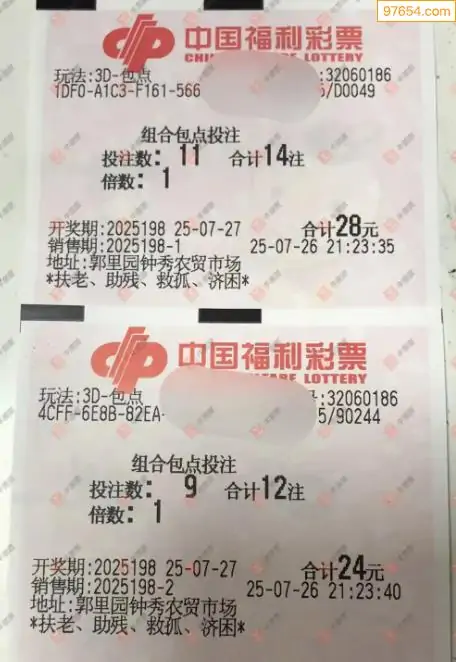 97654.com
中国福利彩票
CHINA WELFARE LOTTERY
玩法:3D-包点 32060186
1DF0-A1C3-F161-566 /D0049
组合包点投注
投注数: 11 合计14注
倍数: 1
开奖期:2025198 25-07-27 合计28元
销售期:2025198-1 25-07-26 21:23:35
地址:郭里园钟秀农贸市场
*扶老、助残、救孤、济困*
中国福利彩票
FARE LOTTERY
玩法:3D-包点 :32060186
4CFF-6E8B-82EA- 5/90244
组合包点投注
投注数: 9 合计12注
倍数: 1
开奖期:2025198 25-07-27 合计24元
销售期:2025198-2 25-07-26 21:23:40
地址:郭里园钟秀农贸市场
*扶老、助残、救孤、济困*